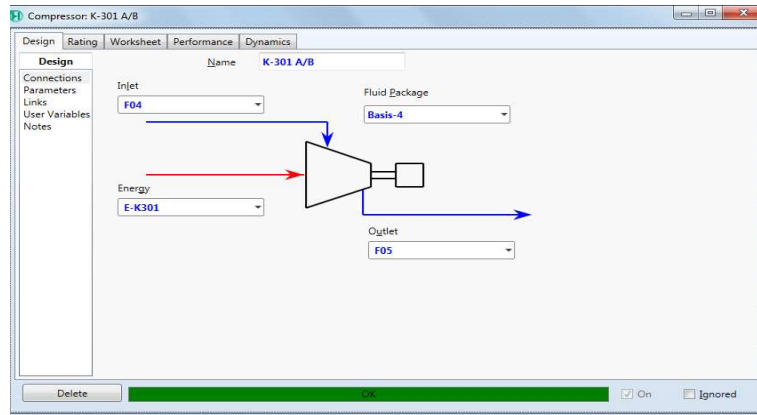 Compressor: K-301 A/B
Design Rating Worksheet Performance Dynamics
Design
Connections
Parameters
Links
User Variables
Notes
Name K-301 A/B
Inlet
F04
Fluid Package
Basis-4
Energy
E-K301
Outlet
F05
Delete
OK
On
Ignored